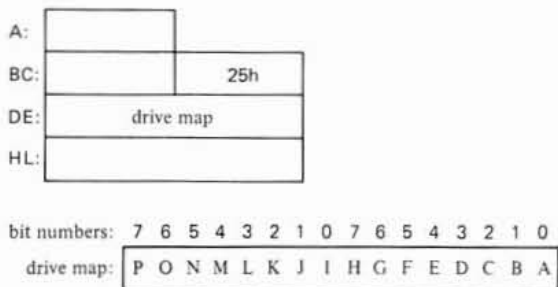 A:
BC: 25h
DE: drive map
HL:
bit numbers: 7 6 5 4 3 2 1 0 7 6 5 4 3 2 1 0
drive map: P O N M L K J I H G F E D C B A